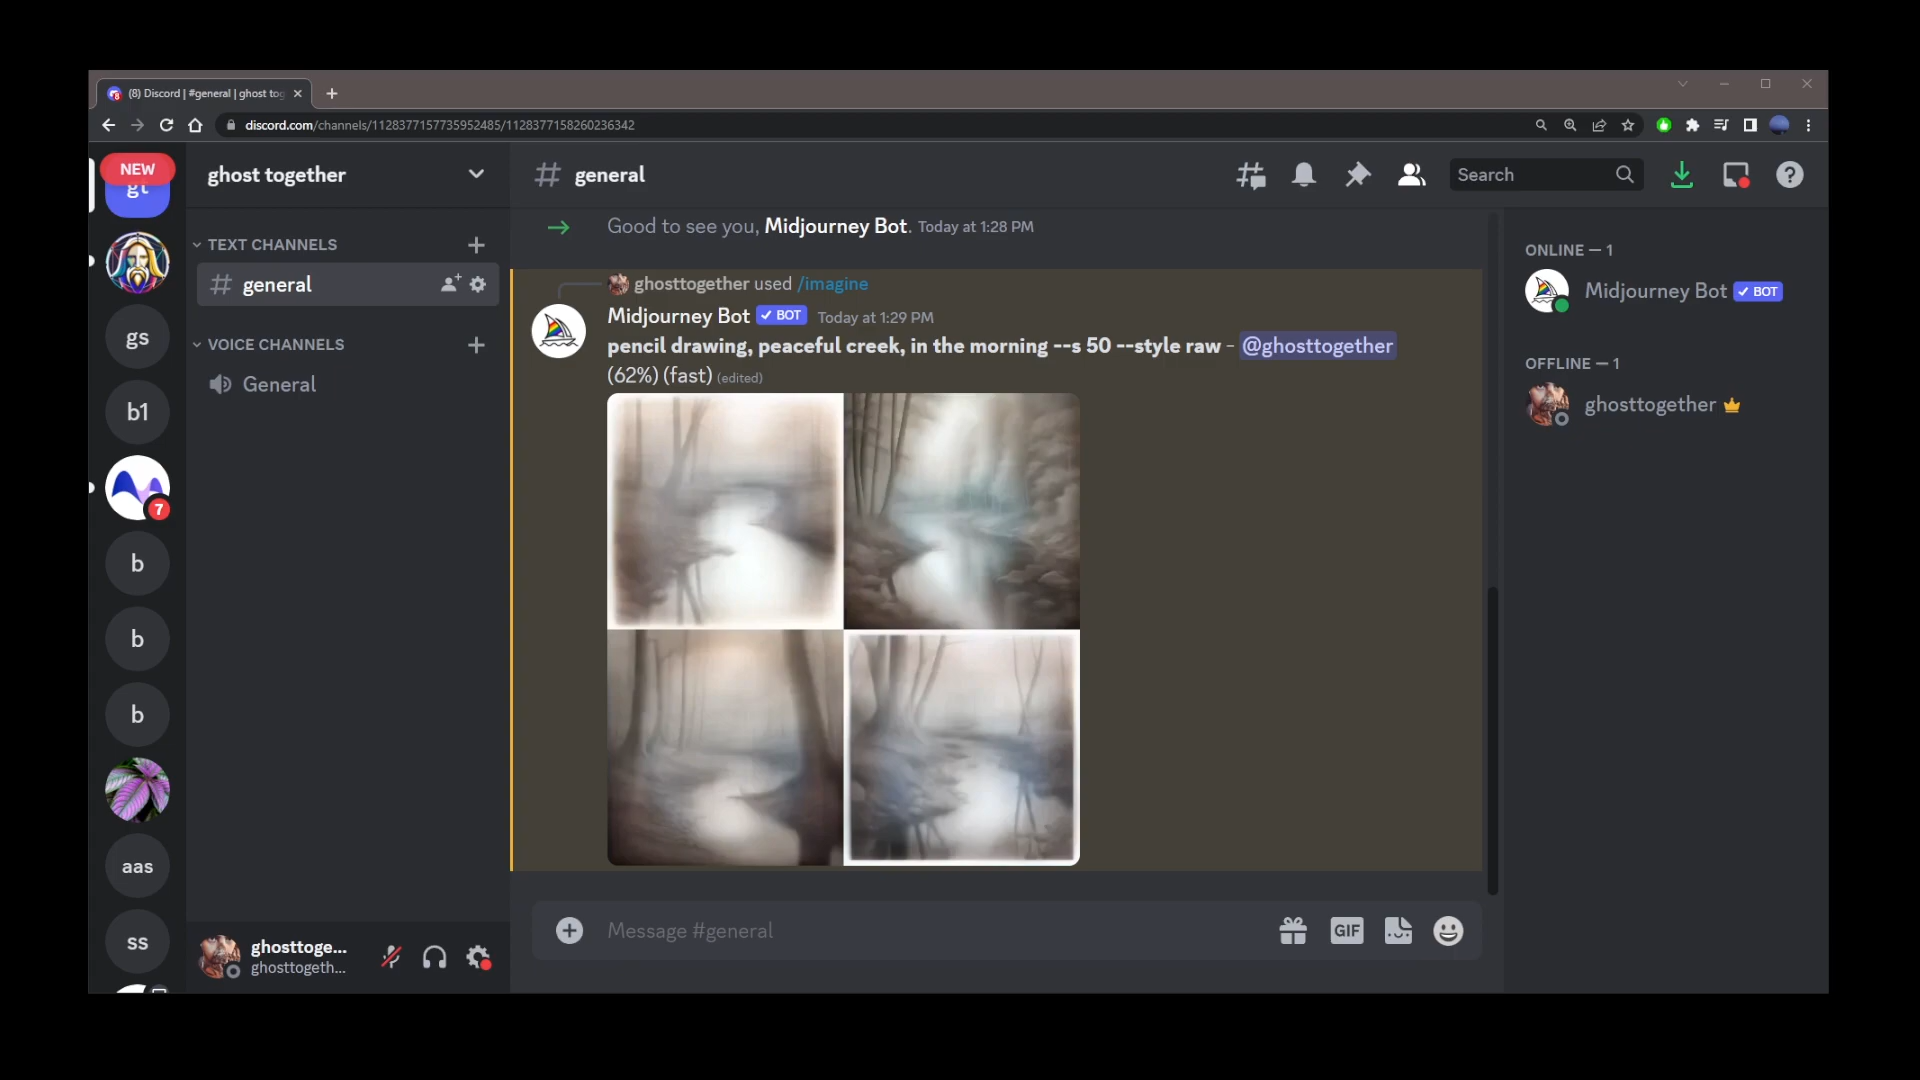 (8) Discord | #general | ghost tog
discord.com/channels/1128377157735952485/1128377158260236342
NEW
gt
ghost together
# general
Search
TEXT CHANNELS
# general
VOICE CHANNELS
General
gs
b1
7
b
b
b
aas
ss
Good to see you, Midjourney Bot. Today at 1:28 PM
ghosttogether used /imagine
Midjourney Bot ✓ BOT Today at 1:29 PM
pencil drawing, peaceful creek, in the morning --s 50 --style raw - @ghosttogether
(62%) (fast) (edited)
Message #general
GIF
ONLINE — 1
Midjourney Bot ✓ BOT
OFFLINE — 1
ghosttogether
ghosttoge...
ghosttogeth...